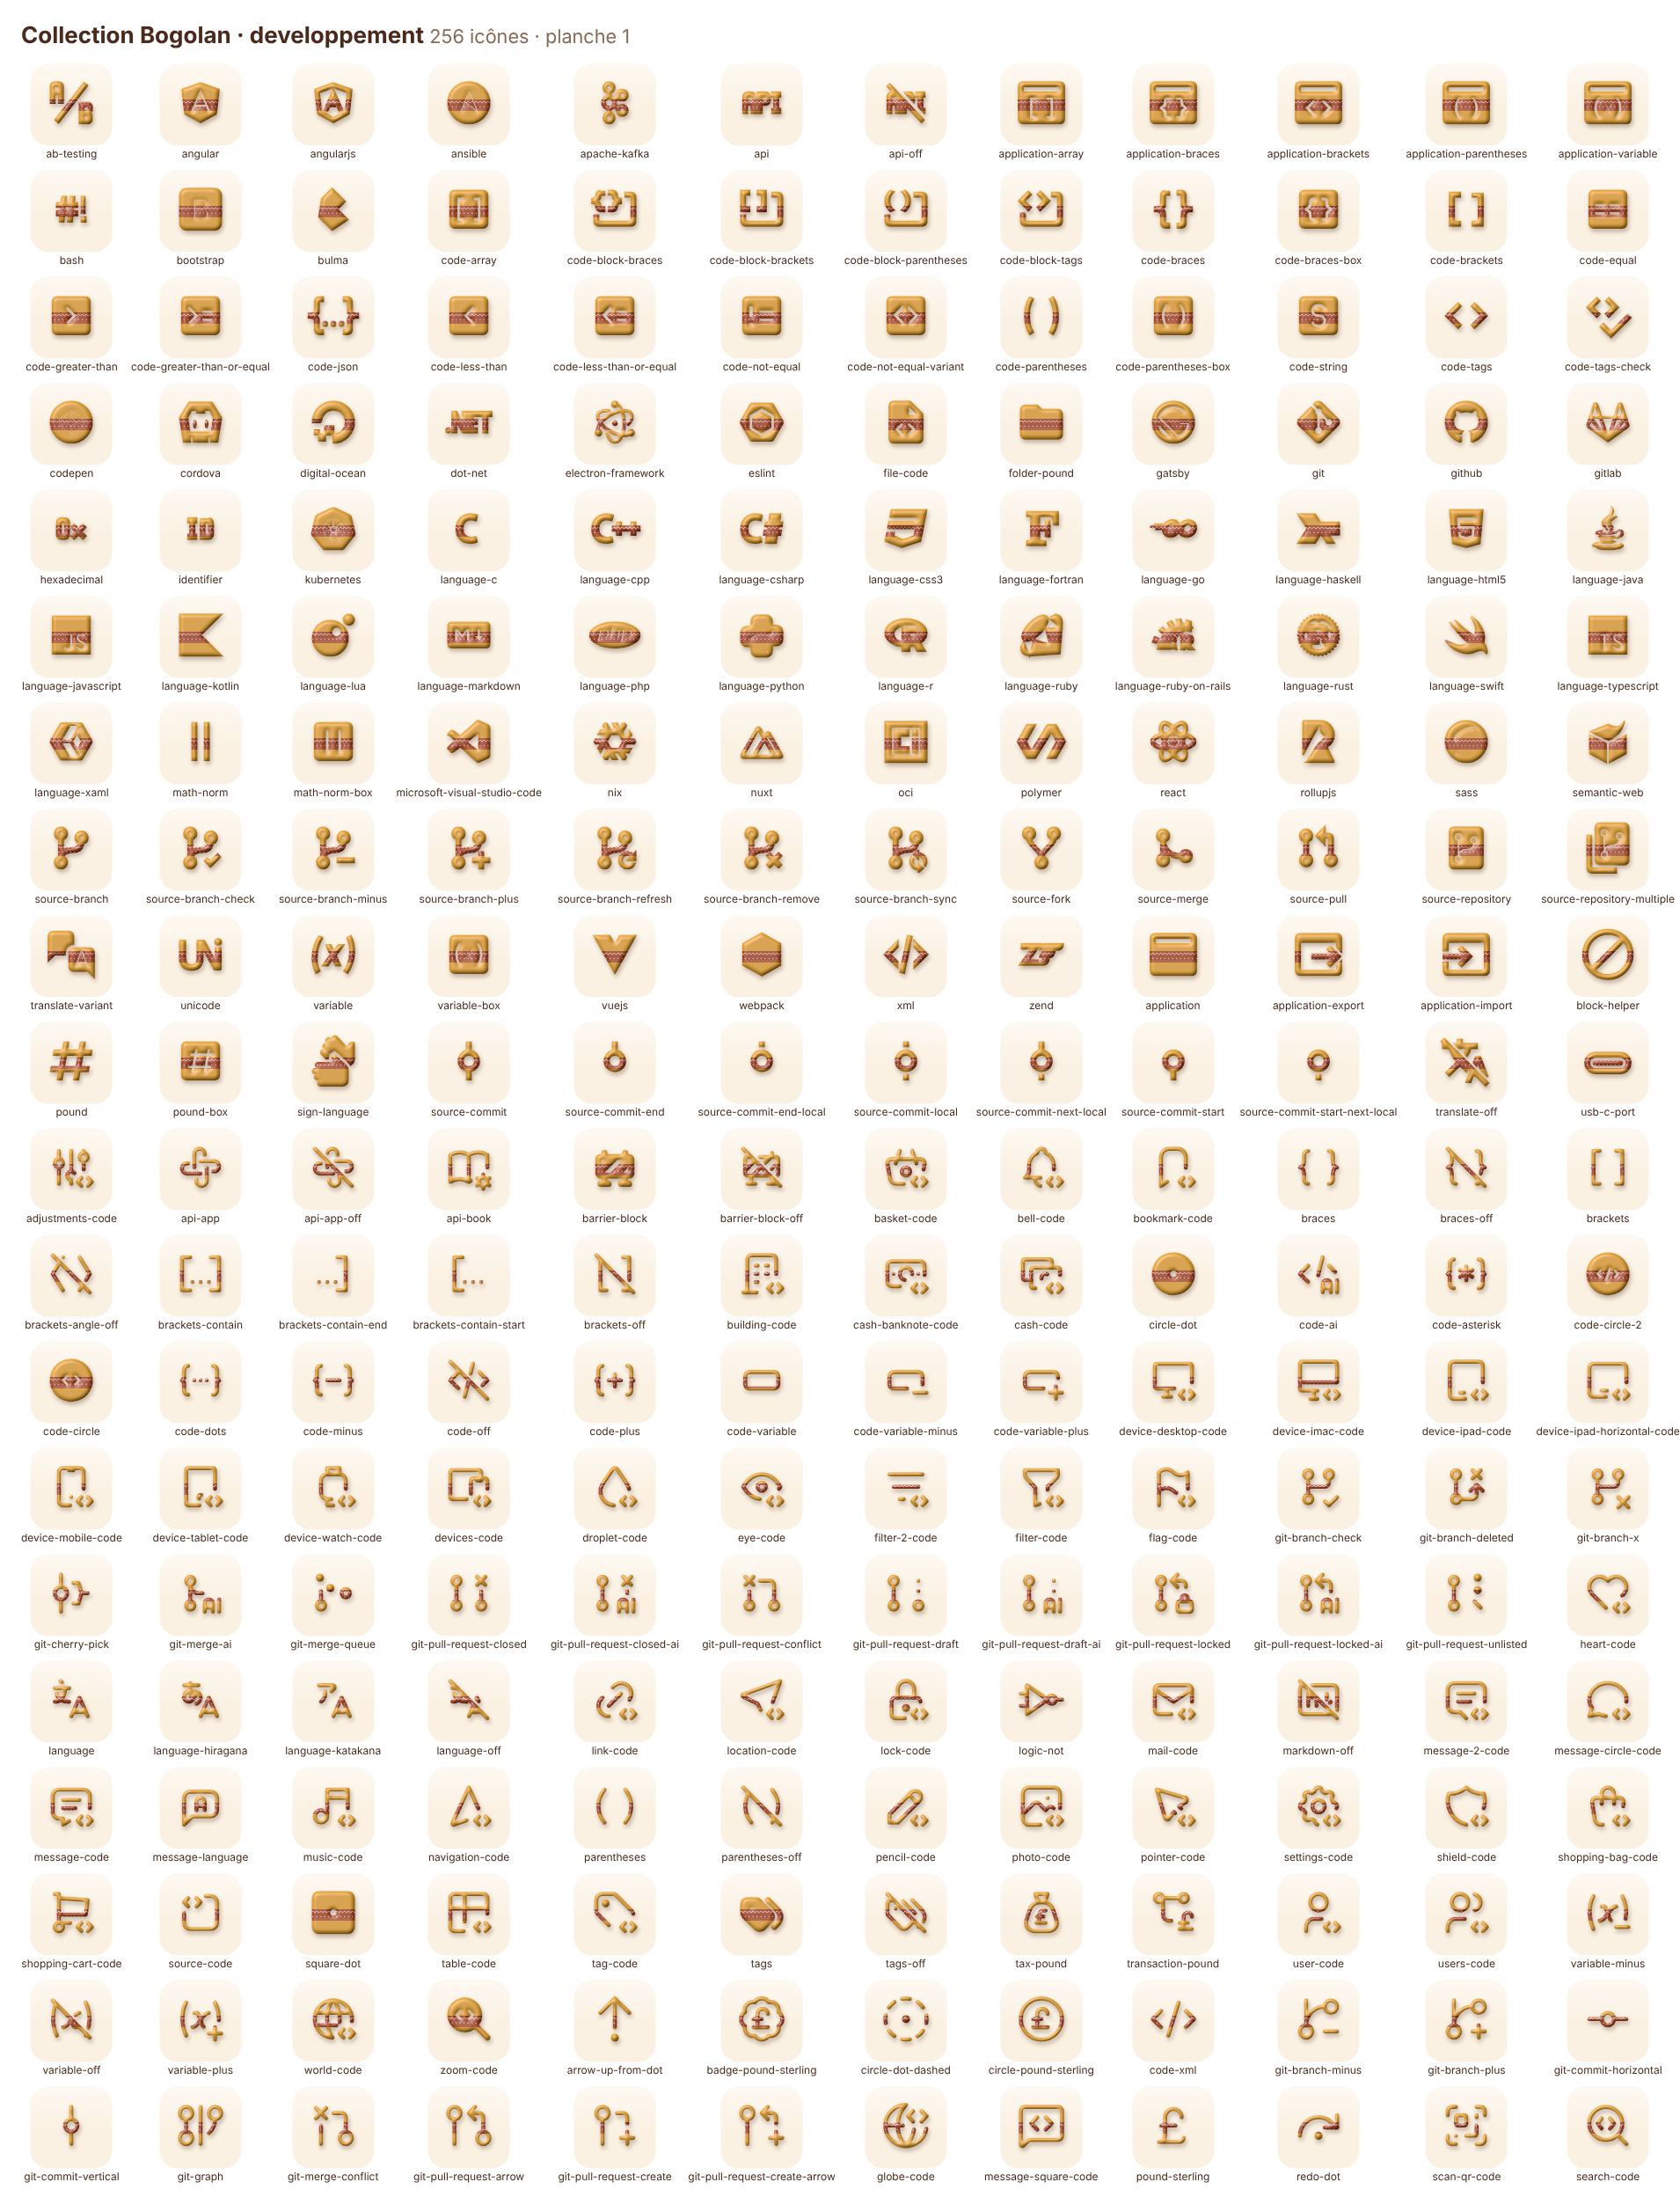 Collection Bogolan · developpement 256 icônes · planche 1
ab-testing angular angularjs ansible apache-kafka api api-off application-array application-braces application-brackets application-parentheses application-variable
bash bootstrap bulma code-array code-block-braces code-block-brackets code-block-parentheses code-block-tags code-braces code-braces-box code-brackets code-equal
code-greater-than code-greater-than-or-equal code-json code-less-than code-less-than-or-equal code-not-equal code-not-equal-variant code-parentheses code-parentheses-box code-string code-tags code-tags-check
codepen cordova digital-ocean dot-net electron-framework eslint file-code folder-pound gatsby git github gitlab
hexadecimal identifier kubernetes language-c language-cpp language-csharp language-css3 language-fortran language-go language-haskell language-html5 language-java
language-javascript language-kotlin language-lua language-markdown language-php language-python language-r language-ruby language-ruby-on-rails language-rust language-swift language-typescript
language-xaml math-norm math-norm-box microsoft-visual-studio-code nix nuxt oci polymer react rollupjs sass semantic-web
source-branch source-branch-check source-branch-minus source-branch-plus source-branch-refresh source-branch-remove source-branch-sync source-fork source-merge source-pull source-repository source-repository-multiple
translate-variant unicode variable variable-box vuejs webpack xml zend application application-export application-import block-helper
pound pound-box sign-language source-commit source-commit-end source-commit-end-local source-commit-local source-commit-next-local source-commit-start source-commit-start-next-local translate-off usb-c-port
adjustments-code api-app api-app-off api-book barrier-block barrier-block-off basket-code bell-code bookmark-code braces braces-off brackets
brackets-angle-off brackets-contain brackets-contain-end brackets-contain-start brackets-off building-code cash-banknote-code cash-code circle-dot code-ai code-asterisk code-circle-2
code-circle code-dots code-minus code-off code-plus code-variable code-variable-minus code-variable-plus device-desktop-code device-imac-code device-ipad-code device-ipad-horizontal-code
device-mobile-code device-tablet-code device-watch-code devices-code droplet-code eye-code filter-2-code filter-code flag-code git-branch-check git-branch-deleted git-branch-x
git-cherry-pick git-merge-ai git-merge-queue git-pull-request-closed git-pull-request-closed-ai git-pull-request-conflict git-pull-request-draft git-pull-request-draft-ai git-pull-request-locked git-pull-request-locked-ai git-pull-request-unlisted heart-code
language language-hiragana language-katakana language-off link-code location-code lock-code logic-not mail-code markdown-off message-2-code message-circle-code
message-code message-language music-code navigation-code parentheses parentheses-off pencil-code photo-code pointer-code settings-code shield-code shopping-bag-code
shopping-cart-code source-code square-dot table-code tag-code tags tags-off tax-pound transaction-pound user-code users-code variable-minus
variable-off variable-plus world-code zoom-code arrow-up-from-dot badge-pound-sterling circle-dot-dashed circle-pound-sterling code-xml git-branch-minus git-branch-plus git-commit-horizontal
git-commit-vertical git-graph git-merge-conflict git-pull-request-arrow git-pull-request-create git-pull-request-create-arrow globe-code message-square-code pound-sterling redo-dot scan-qr-code search-code